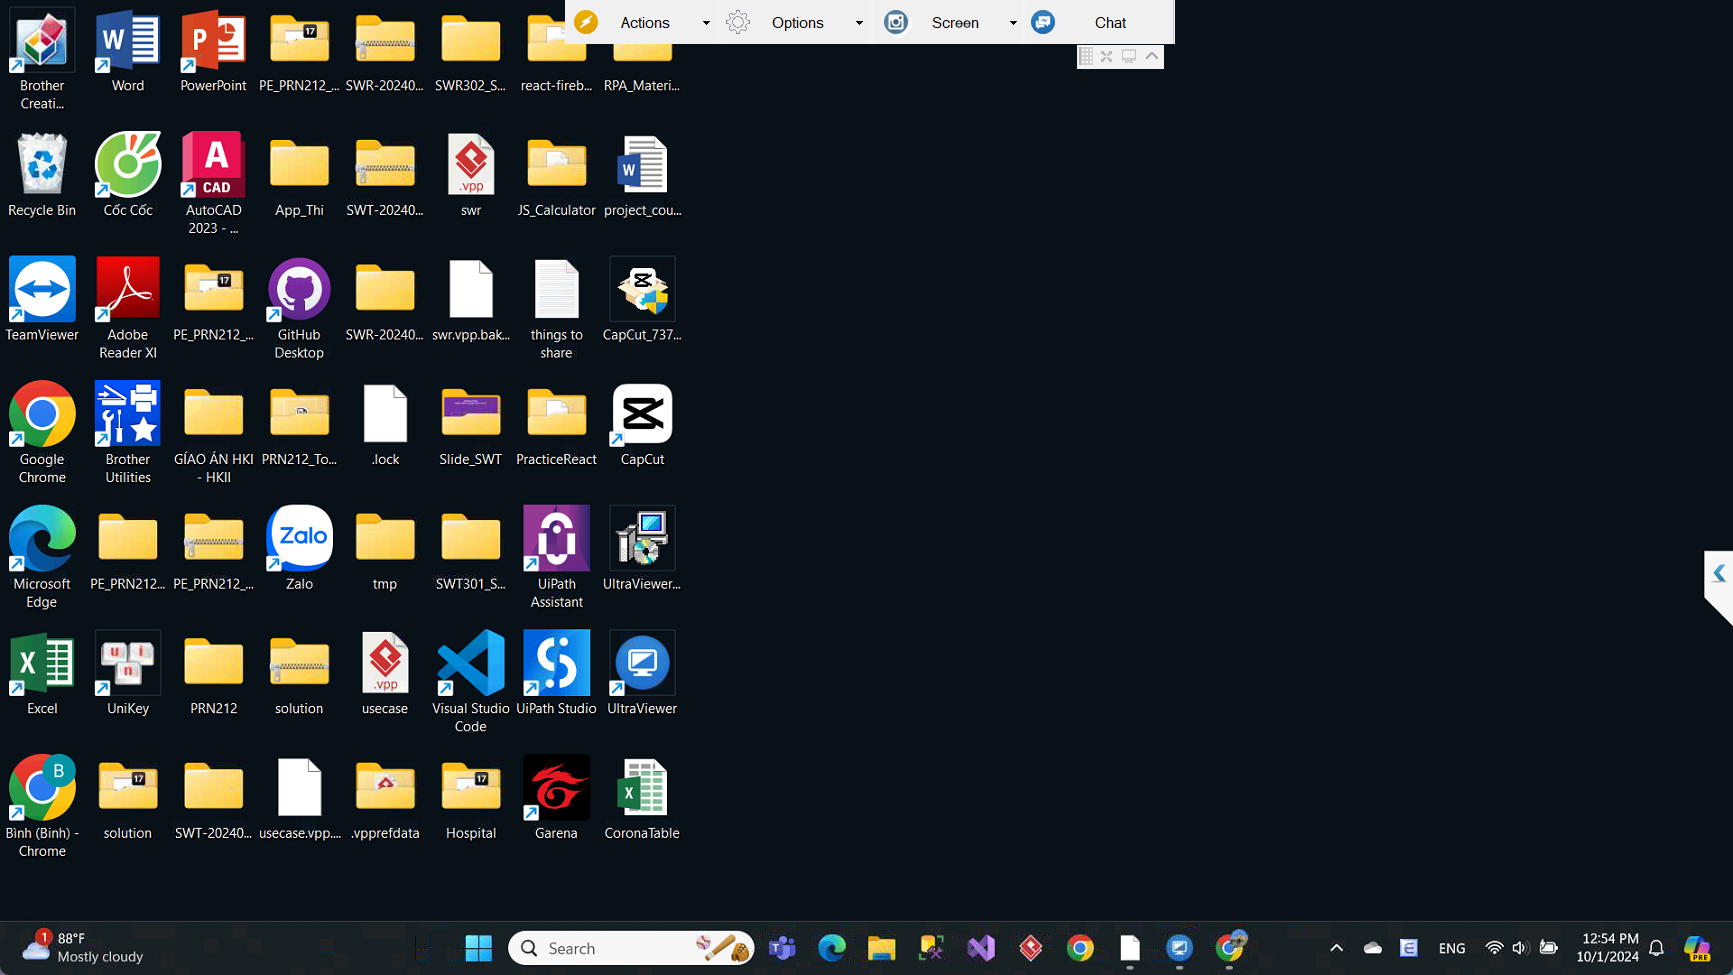 Actions
Options
Screen
Chat
Brother
Creati...
Word
PowerPoint
PE_PRN212_...
SWR-20240...
SWR302_S...
react-fireb...
RPA_Materi...
Recycle Bin
Cốc Cốc
AutoCAD
2023 - ...
App_Thi
SWT-20240...
swr
JS_Calculator
project_cou...
TeamViewer
Adobe
Reader XI
PE_PRN212_...
GitHub
Desktop
SWR-20240...
swr.vpp.bak...
things to
share
CapCut_737...
Google
Chrome
Brother
Utilities
GÍAO ÁN HKI
- HKII
PRN212_To...
.lock
Slide_SWT
PracticeReact
CapCut
Microsoft
Edge
PE_PRN212...
PE_PRN212_...
Zalo
Zalo
tmp
SWT301_S...
UiPath
Assistant
UltraViewer...
Excel
UniKey
PRN212
solution
.vpp
usecase
Visual Studio
Code
UiPath Studio
UltraViewer
Bình (Binh) -
Chrome
solution
SWT-20240...
usecase.vpp....
.vpprefdata
Hospital
Garena
CoronaTable
1
88°F
Mostly cloudy
Search
ENG
12:54 PM
10/1/2024
PRE